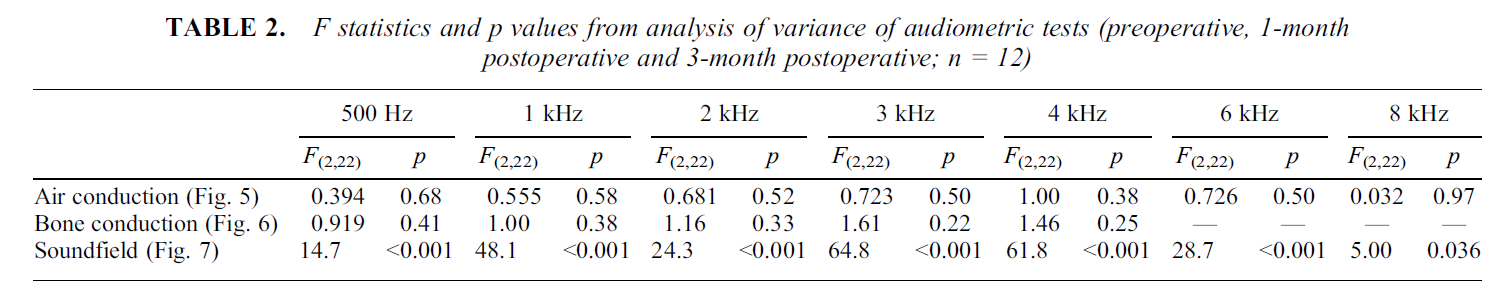 TABLE 2. F statistics and p values from analysis of variance of audiometric tests (preoperative, 1-month
postoperative and 3-month postoperative; n = 12)
500 Hz 1 kHz 2 kHz 3 kHz 4 kHz 6 kHz 8 kHz
F(2,22) p F(2,22) p F(2,22) p F(2,22) p F(2,22) p F(2,22) p F(2,22) p
Air conduction (Fig. 5) 0.394 0.68 0.555 0.58 0.681 0.52 0.723 0.50 1.00 0.38 0.726 0.50 0.032 0.97
Bone conduction (Fig. 6) 0.919 0.41 1.00 0.38 1.16 0.33 1.61 0.22 1.46 0.25 — — — —
Soundfield (Fig. 7) 14.7 <0.001 48.1 <0.001 24.3 <0.001 64.8 <0.001 61.8 <0.001 28.7 <0.001 5.00 0.036